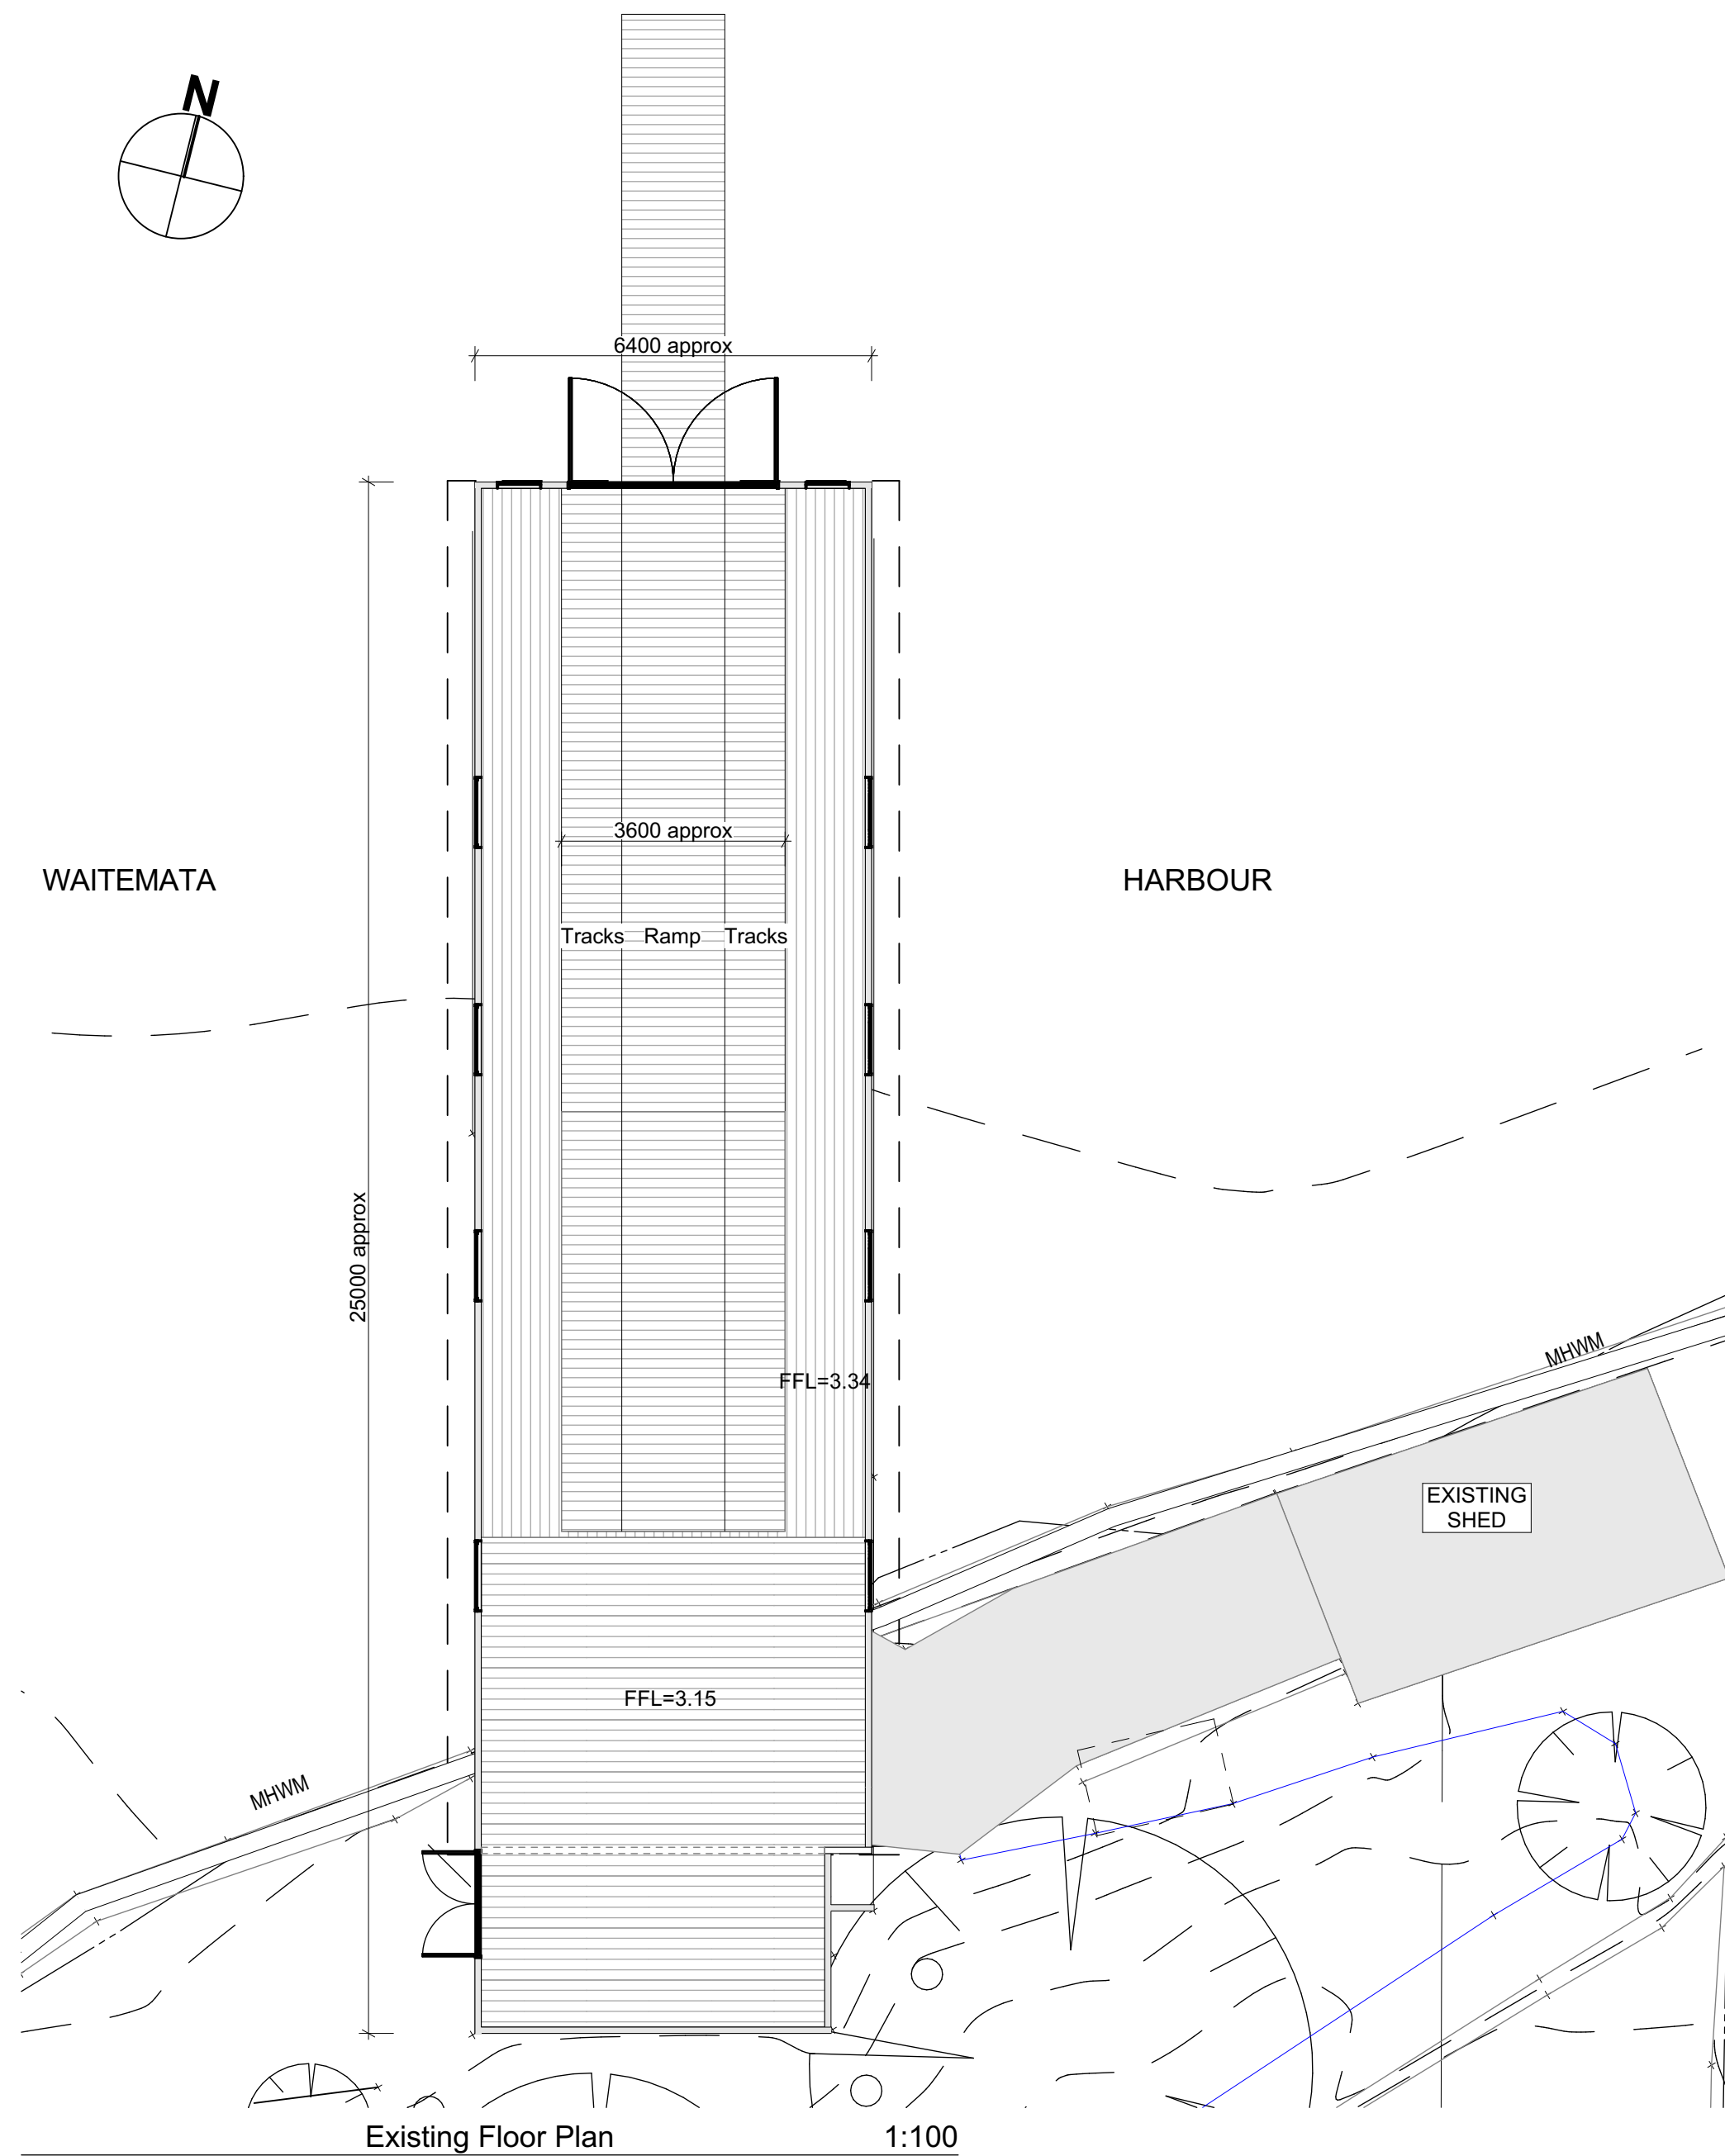 N
6400 approx
3600 approx
WAITEMATA
HARBOUR
Tracks Ramp Tracks
25000 approx
MHWM
FFL=3.34
EXISTING
SHED
FFL=3.15
MHWM
Existing Floor Plan 1:100